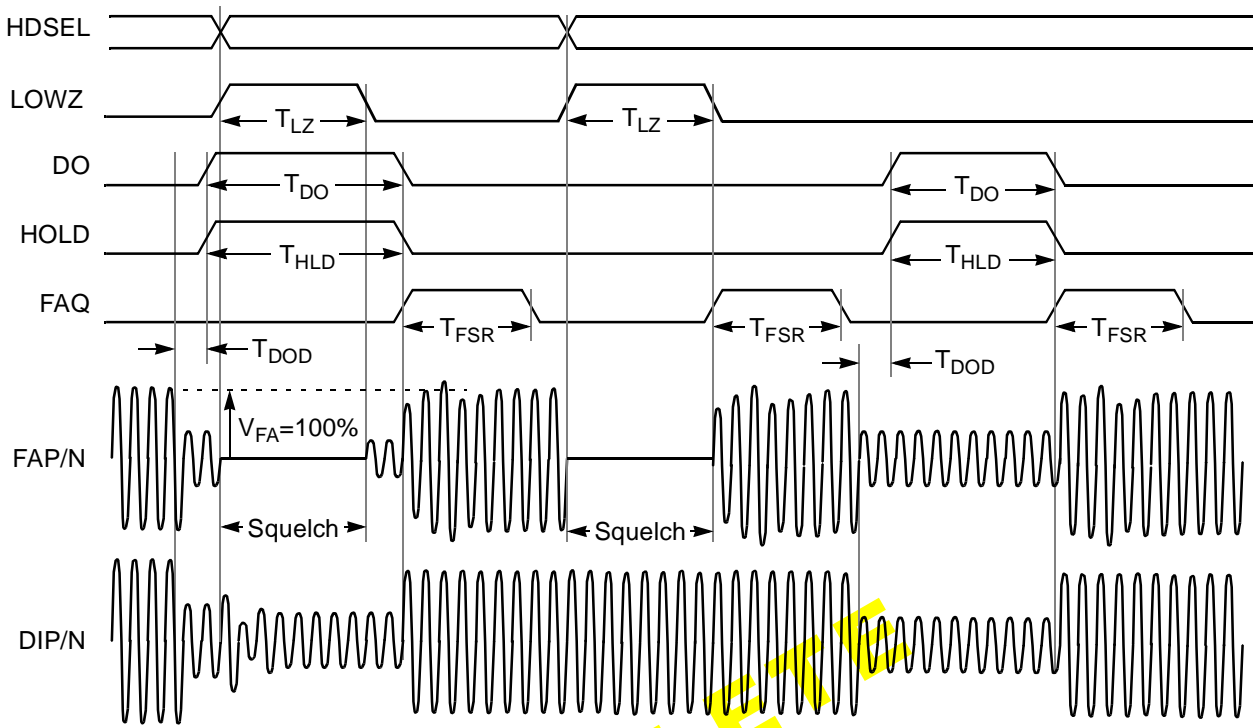 HDSEL
LOWZ
T_LZ T_LZ
DO
T_DO T_DO
HOLD
T_HLD T_HLD
FAQ
T_FSR T_FSR T_FSR
T_DOD T_DOD
V_FA=100%
FAP/N
Squelch Squelch
DIP/N
ETE